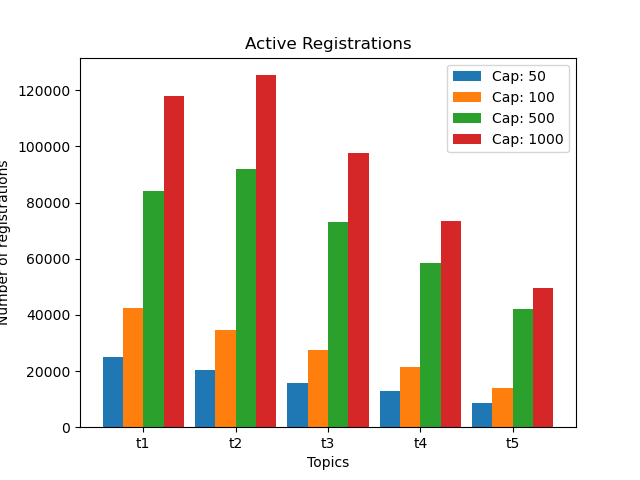 Active Registrations
Number of registrations
120000
100000
80000
60000
40000
20000
0
Cap: 50
Cap: 100
Cap: 500
Cap: 1000
t1 t2 t3 t4 t5
Topics